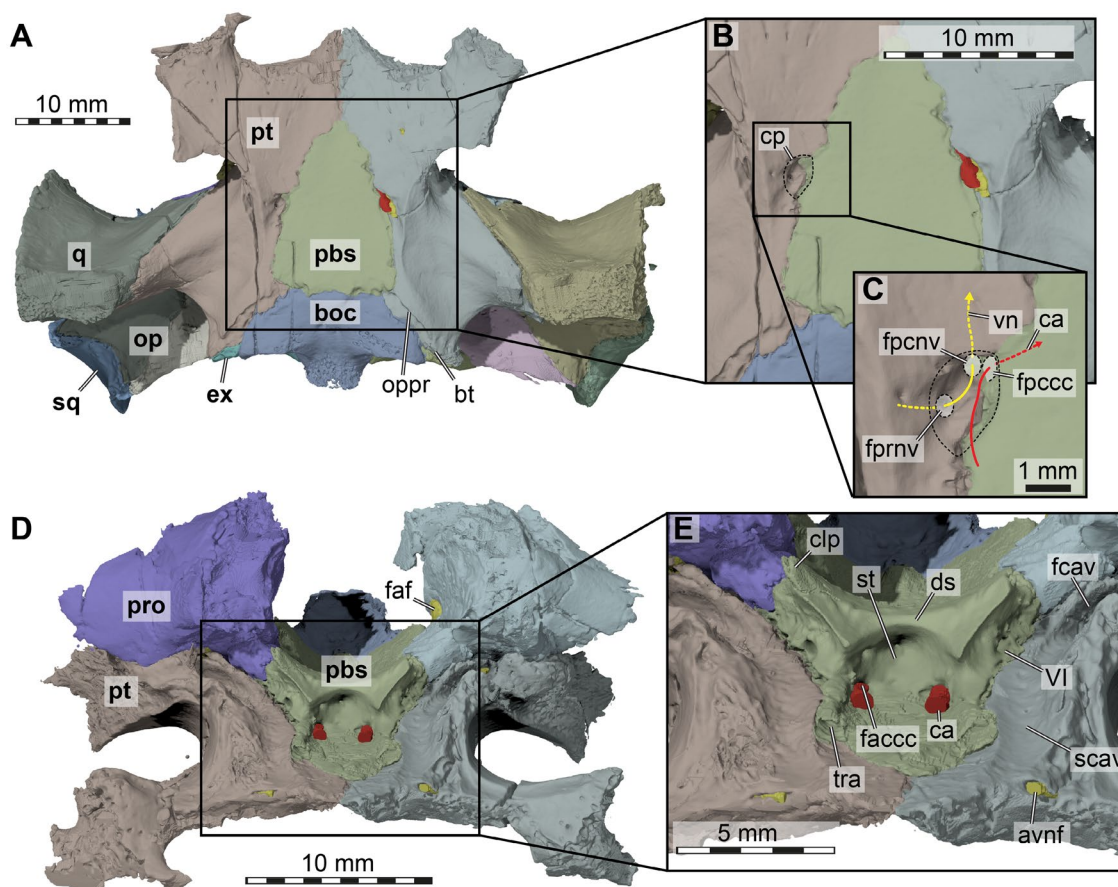 A
10 mm
pt
q
pbs
boc
op
sq
ex
oppr
bt
B
10 mm
cp
C
vn
ca
fpcnv
fpccc
fprnv
1 mm
D
pro
faf
pbs
pt
10 mm
E
clp
st
ds
fcav
VI
faccc
ca
scav
tra
avnf
5 mm